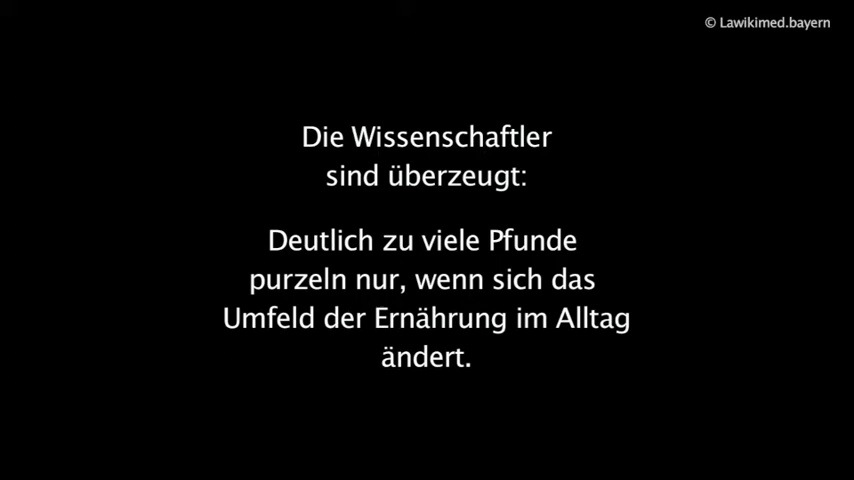 © Lawikimed.bayern
Die Wissenschaftler
sind überzeugt:
Deutlich zu viele Pfunde
purzeln nur, wenn sich das
Umfeld der Ernährung im Alltag
ändert.